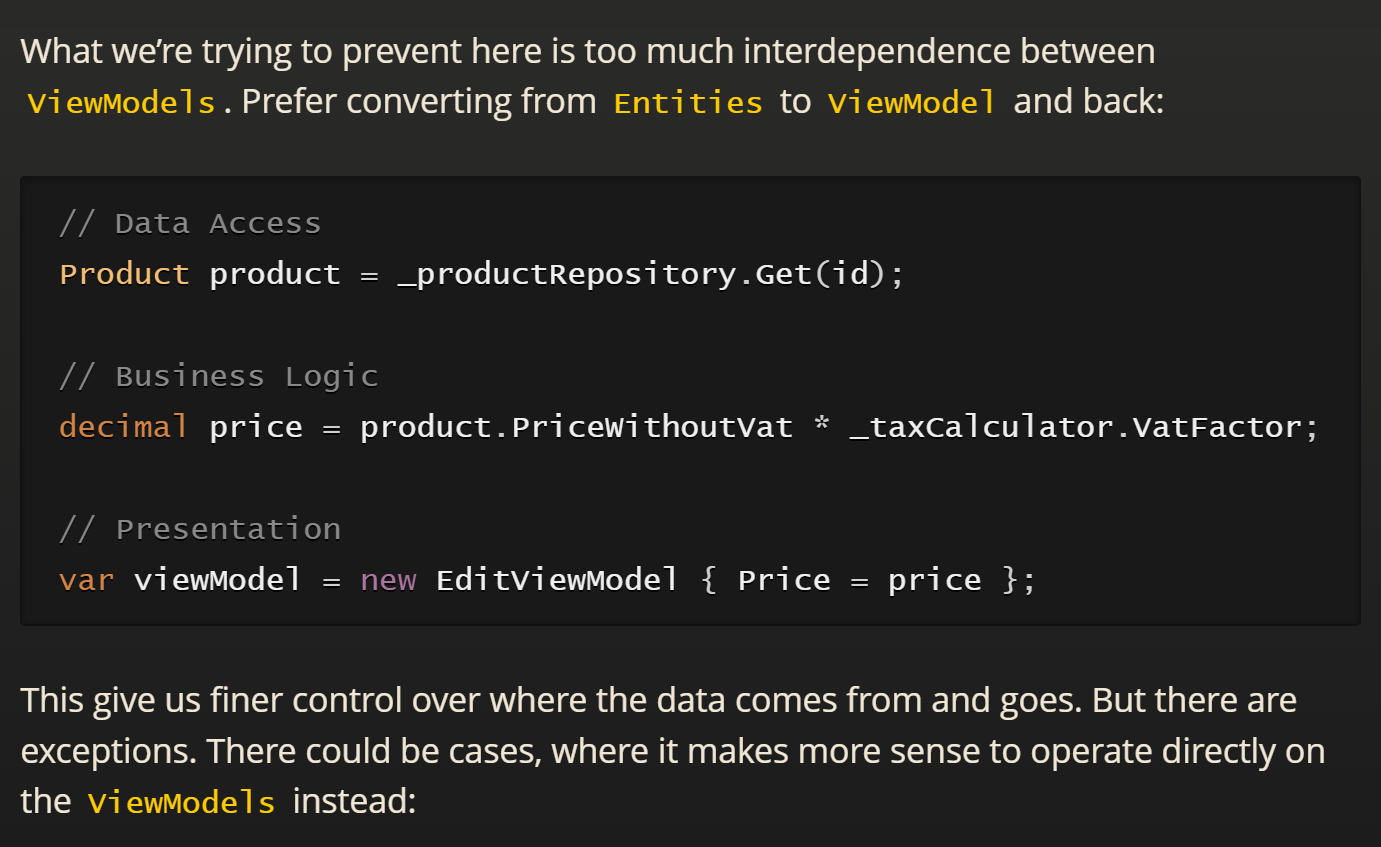 What we’re trying to prevent here is too much interdependence between
ViewModels. Prefer converting from Entities to ViewModel and back:
// Data Access
Product product = _productRepository.Get(id);
// Business Logic
decimal price = product.PriceWithoutVat * _taxCalculator.VatFactor;
// Presentation
var viewModel = new EditViewModel { Price = price };
This give us finer control over where the data comes from and goes. But there are
exceptions. There could be cases, where it makes more sense to operate directly on
the ViewModels instead: